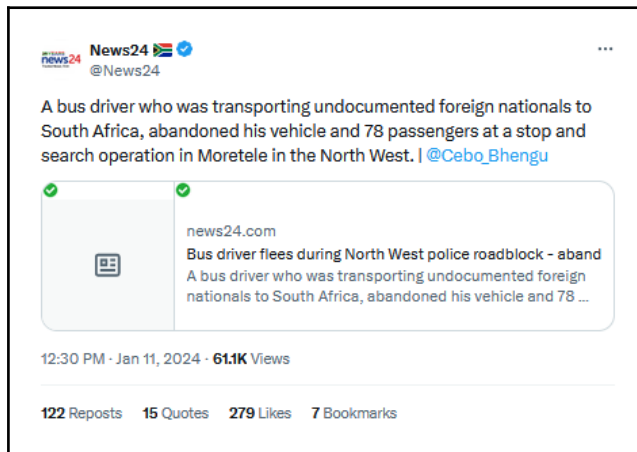 News24
@News24
news24
A bus driver who was transporting undocumented foreign nationals to
South Africa, abandoned his vehicle and 78 passengers at a stop and
search operation in Moretele in the North West. | @Cebo_Bhengu
news24.com
Bus driver flees during North West police roadblock - aband
A bus driver who was transporting undocumented foreign
nationals to South Africa, abandoned his vehicle and 78 ...
12:30 PM · Jan 11, 2024 · 61.1K Views
122 Reposts 15 Quotes 279 Likes 7 Bookmarks